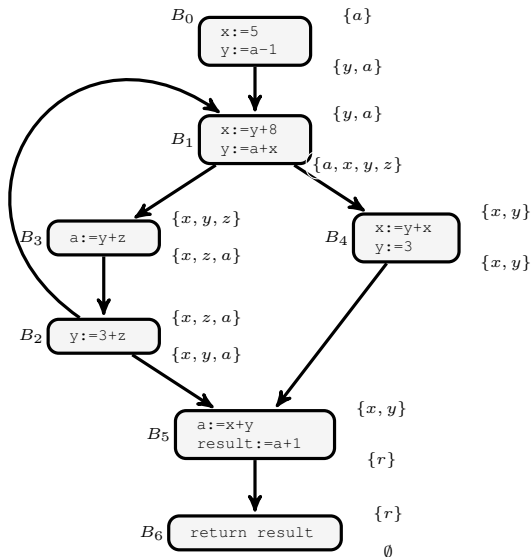 B₀
x:=5
y:=a−1
{a}
{y, a}
B₁
x:=y+8
y:=a+x
{y, a}
{a, x, y, z}
B₃
a:=y+z
{x, y, z}
{x, z, a}
B₄
x:=y+x
y:=3
{x, y}
{x, y}
B₂
y:=3+z
{x, z, a}
{x, y, a}
B₅
a:=x+y
result:=a+1
{x, y}
{r}
B₆
return result
{r}
∅